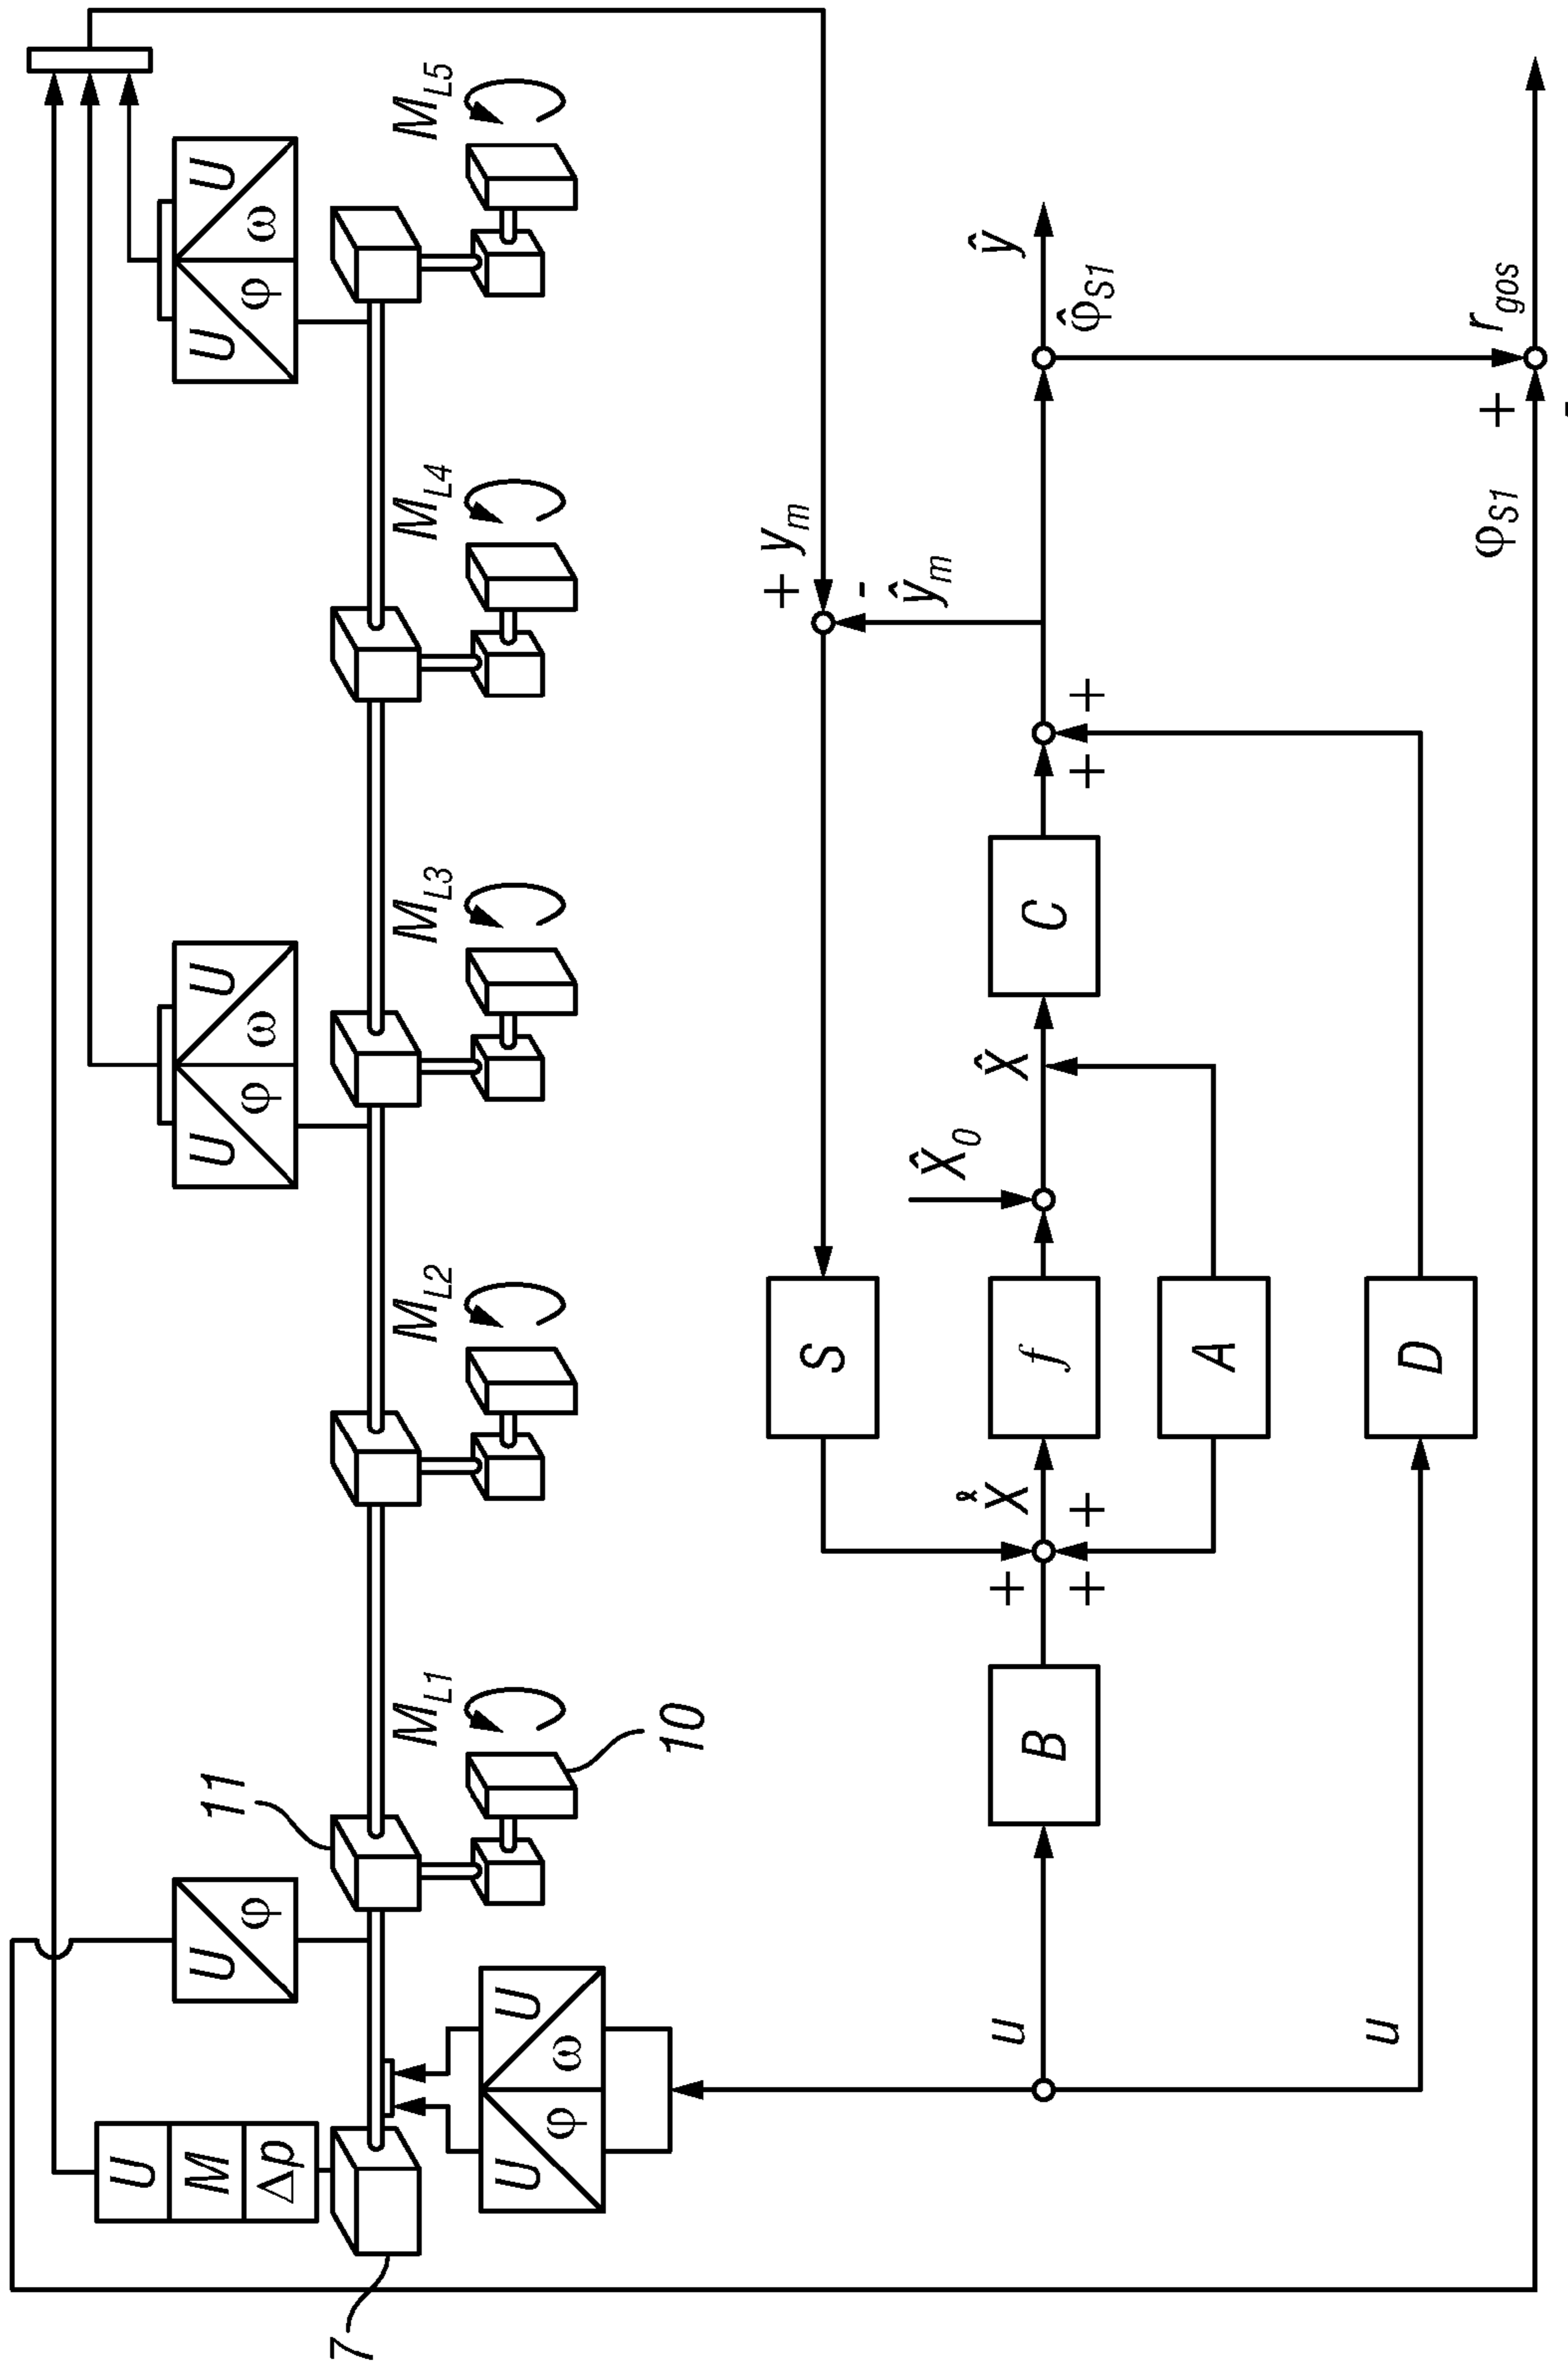 7
U
M
Δp
U
φ
11
U
φ
ω
U
U
φ
ω
U
U
φ
ω
U
M_L1
M_L2
M_L3
M_L4
M_L5
10
S
+ y_m
-
ŷ_m
u
B
+
+
+
ẋ̂
f
x̂_0
x̂
A
C
+
+
ŷ
φ̂_S1
u
D
φ_S1
+
-
r_gos